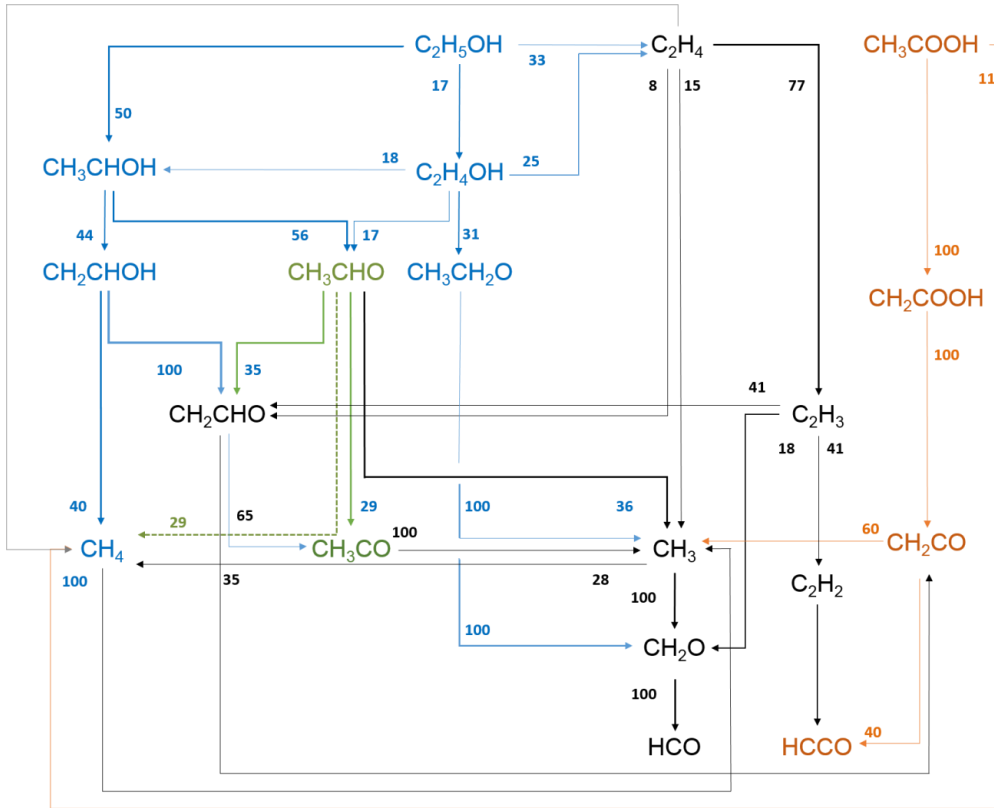 C₂H₅OH 33 C₂H₄ CH₃COOH
17 8 15 77 11
50
CH₃CHOH 18 C₂H₄OH 25
44 56 17 31
100
CH₂CHOH CH₃CHO CH₃CH₂O
CH₂COOH
100 35 100
41
CH₂CHO C₂H₃
18 41
40 65 29 100 36
29 100 60
CH₄ CH₃CO CH₃ CH₂CO
100 35 28
C₂H₂
100
100
CH₂O
100
40
HCO HCCO